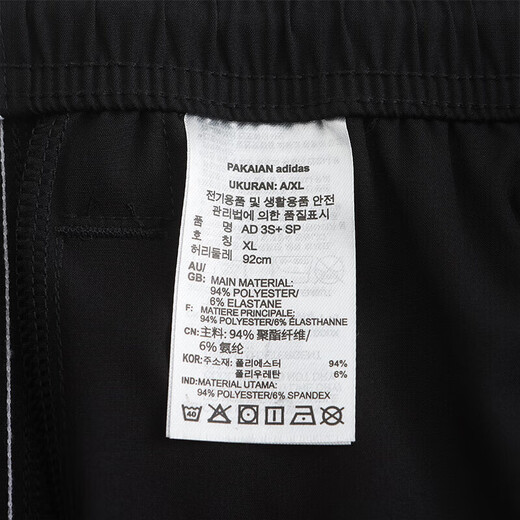 PAKAIAN adidas
UKURAN: A/XL
전기용품 및 생활용품 안전
관리법에 의한 품질표시
품 명 AD 3S+ SP
호 칭 XL
허리둘레 92cm
AU/
GB: MAIN MATERIAL:
94% POLYESTER/
6% ELASTANE
F: MATIERE PRINCIPALE:
94% POLYESTER/6% ÉLASTHANNE
CN: 主料: 94% 聚酯纤维/
6% 氨纶
KOR: 주소재: 폴리에스터 94%
폴리우레탄 6%
IND: MATERIAL UTAMA:
94% POLYESTER/6% SPANDEX
40